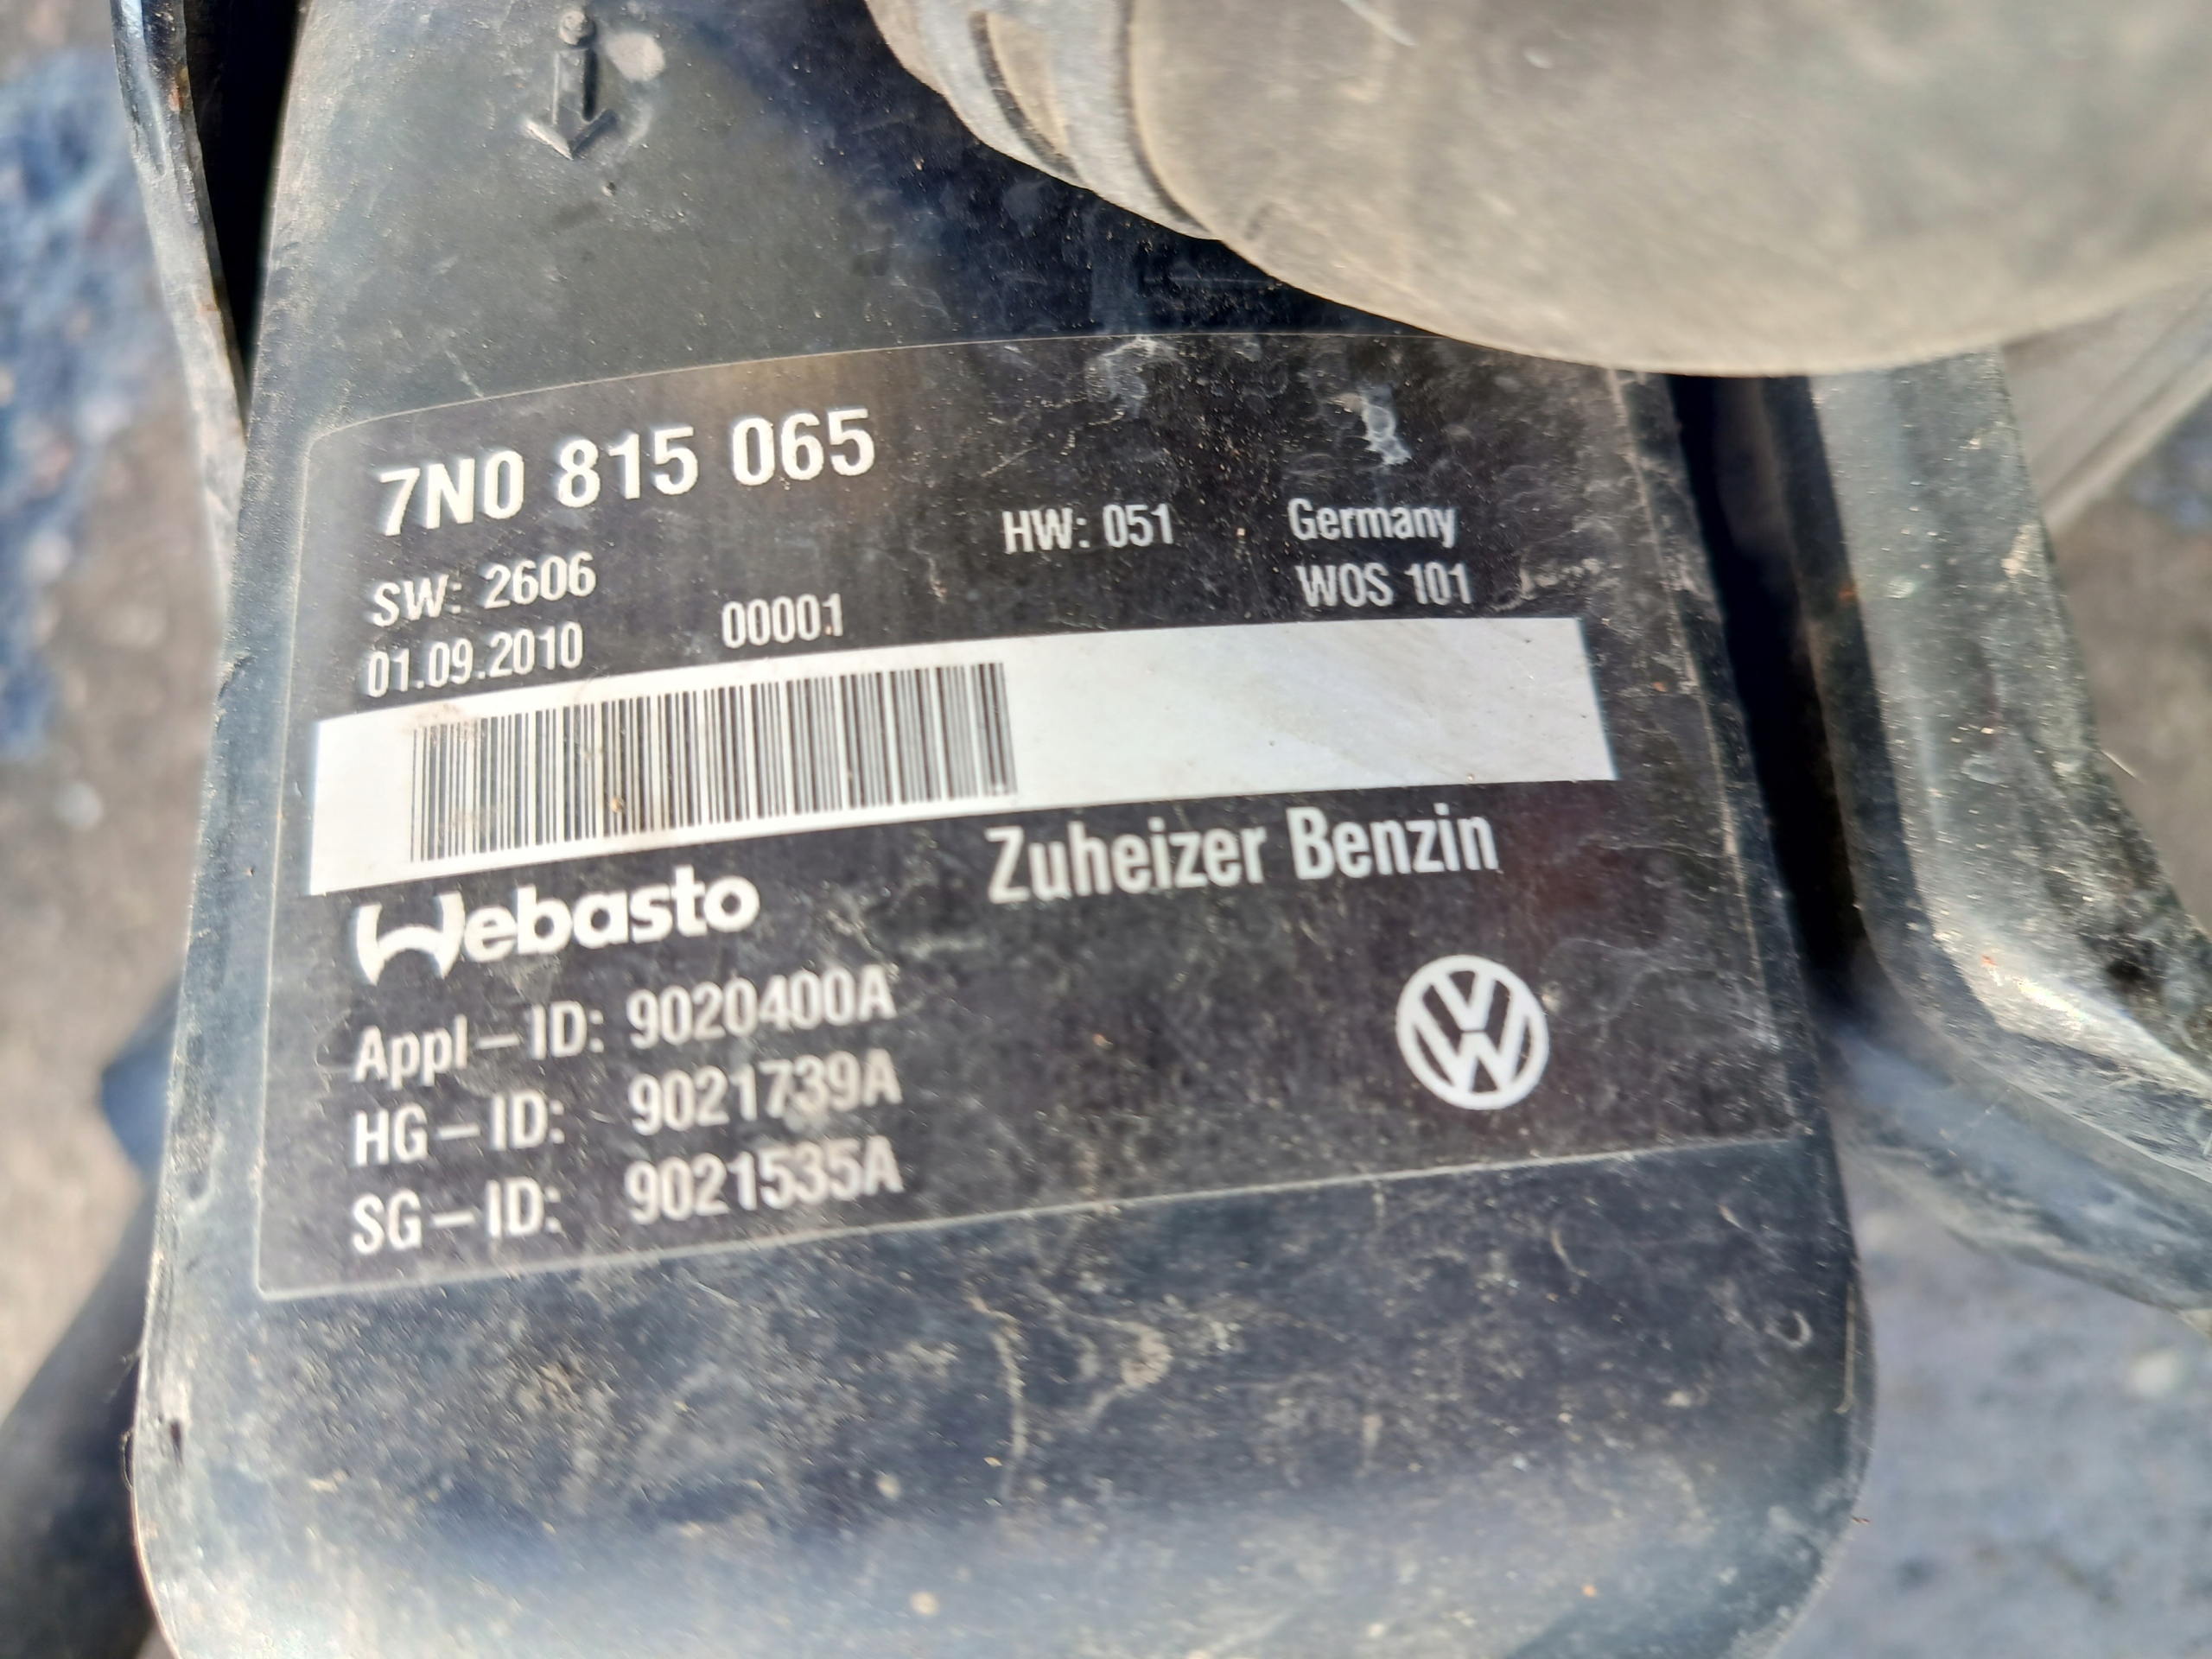 7N0 815 065
SW: 2606 HW: 051 Germany
01.09.2010 00001 WOS 101
Webasto Zuheizer Benzin
Appl-ID: 9020400A
HG-ID: 9021739A
SG-ID: 9021535A